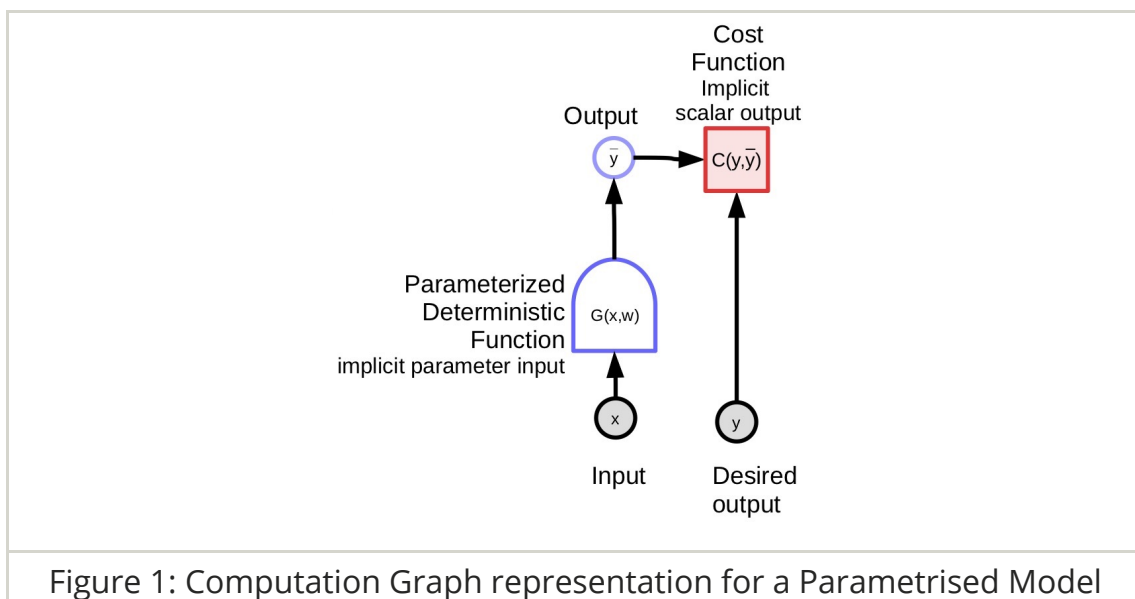 Cost
Function
Implicit
scalar output
Output
ȳ
C(y,ȳ)
Parameterized
Deterministic
Function
implicit parameter input
G(x,w)
x
y
Input
Desired
output
Figure 1: Computation Graph representation for a Parametrised Model